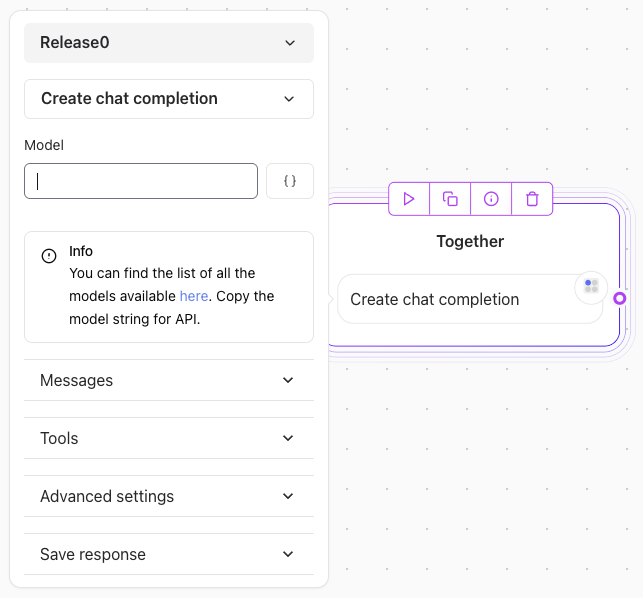 Release0
Create chat completion
Model
{ }
Info
You can find the list of all the
models available here. Copy the
model string for API.
Messages
Tools
Advanced settings
Save response
Together
Create chat completion